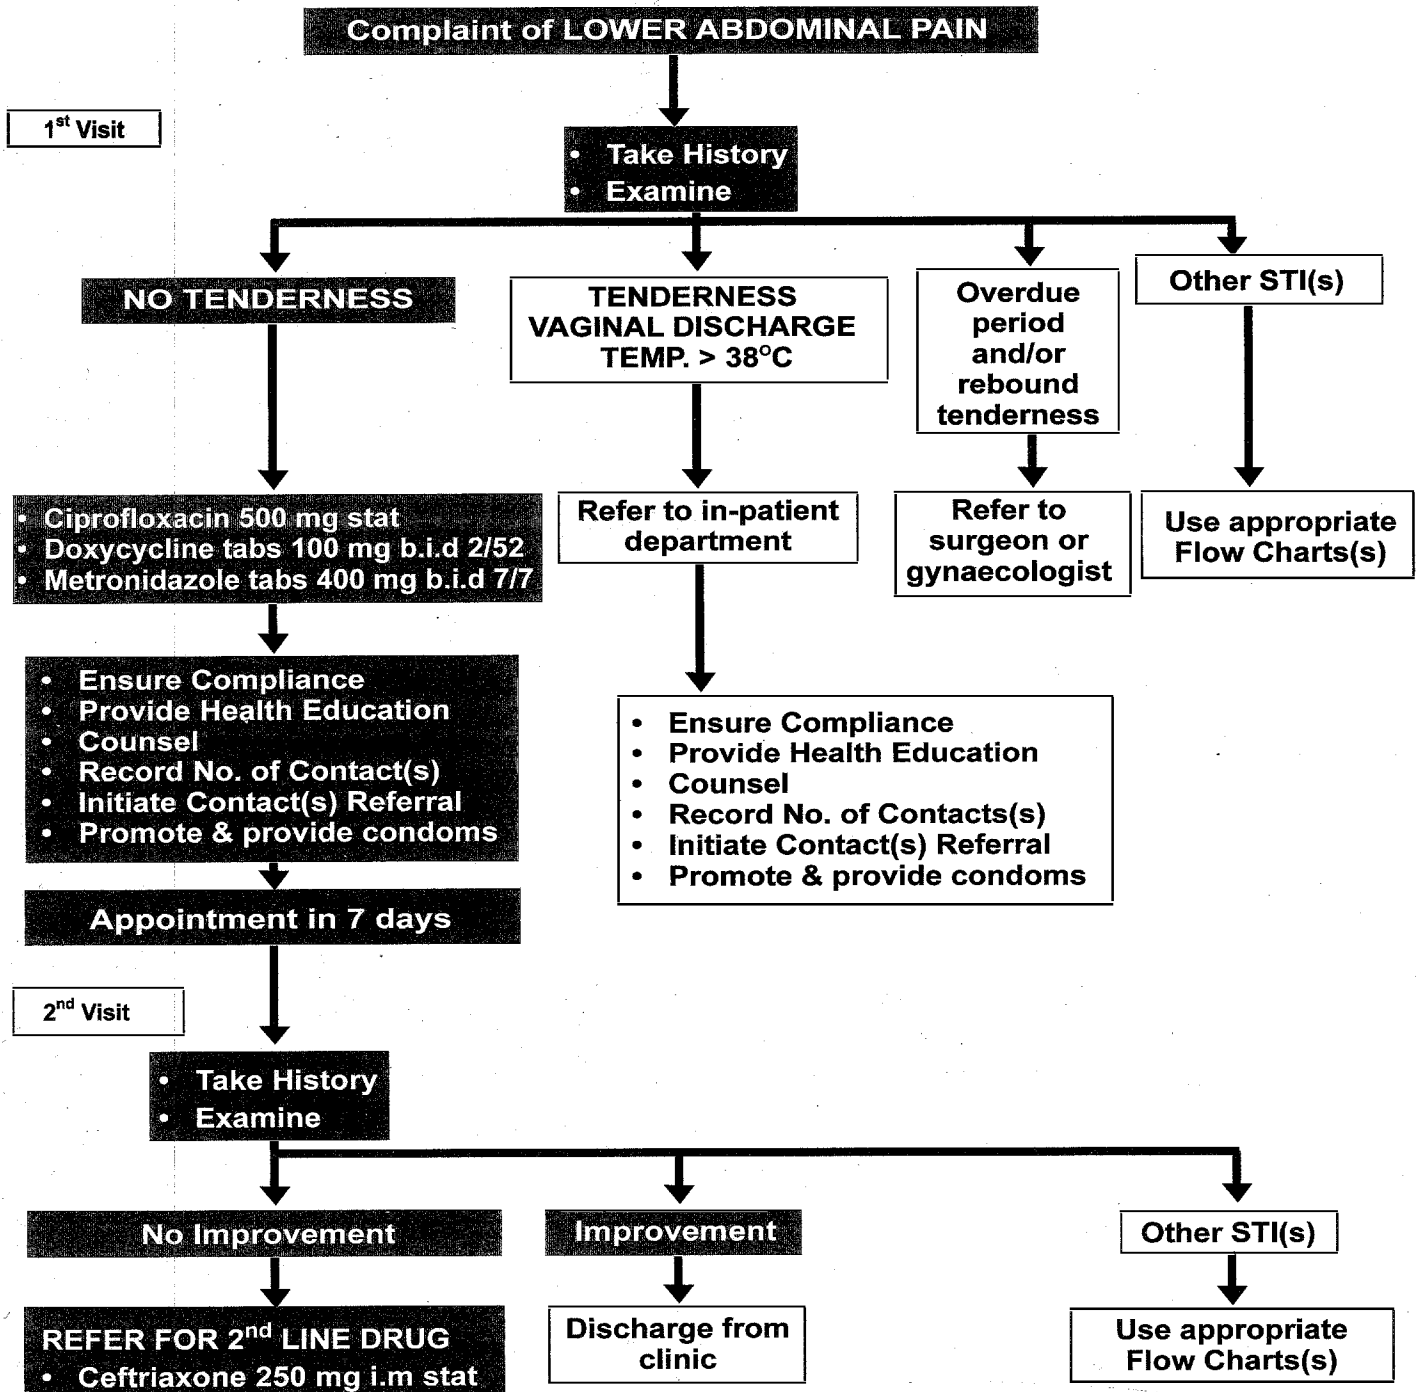 Complaint of LOWER ABDOMINAL PAIN
1st Visit
• Take History
• Examine
NO TENDERNESS
TENDERNESS
VAGINAL DISCHARGE
TEMP. > 38°C
Overdue
period
and/or
rebound
tenderness
Other STI(s)
• Ciprofloxacin 500 mg stat
• Doxycycline tabs 100 mg b.i.d 2/52
• Metronidazole tabs 400 mg b.i.d 7/7
Refer to in-patient
department
Refer to
surgeon or
gynaecologist
Use appropriate
Flow Charts(s)
• Ensure Compliance
• Provide Health Education
• Counsel
• Record No. of Contact(s)
• Initiate Contact(s) Referral
• Promote & provide condoms
• Ensure Compliance
• Provide Health Education
• Counsel
• Record No. of Contacts(s)
• Initiate Contact(s) Referral
• Promote & provide condoms
Appointment in 7 days
2nd Visit
• Take History
• Examine
No Improvement
Improvement
Other STI(s)
REFER FOR 2nd LINE DRUG
• Ceftriaxone 250 mg i.m stat
Discharge from
clinic
Use appropriate
Flow Charts(s)